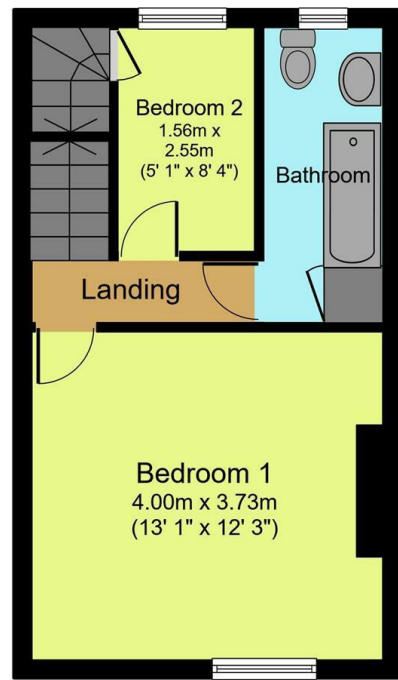 Bedroom 2
1.56m x
2.55m
(5' 1" x 8' 4")
Bathroom
Landing
Bedroom 1
4.00m x 3.73m
(13' 1" x 12' 3")